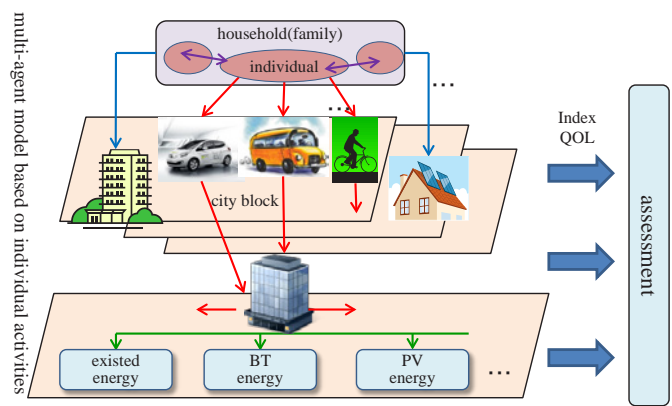 multi-agent model based on individual activities
household(family)
individual
...
...
city block
Index
QOL
assessment
existed
energy
BT
energy
PV
energy
...